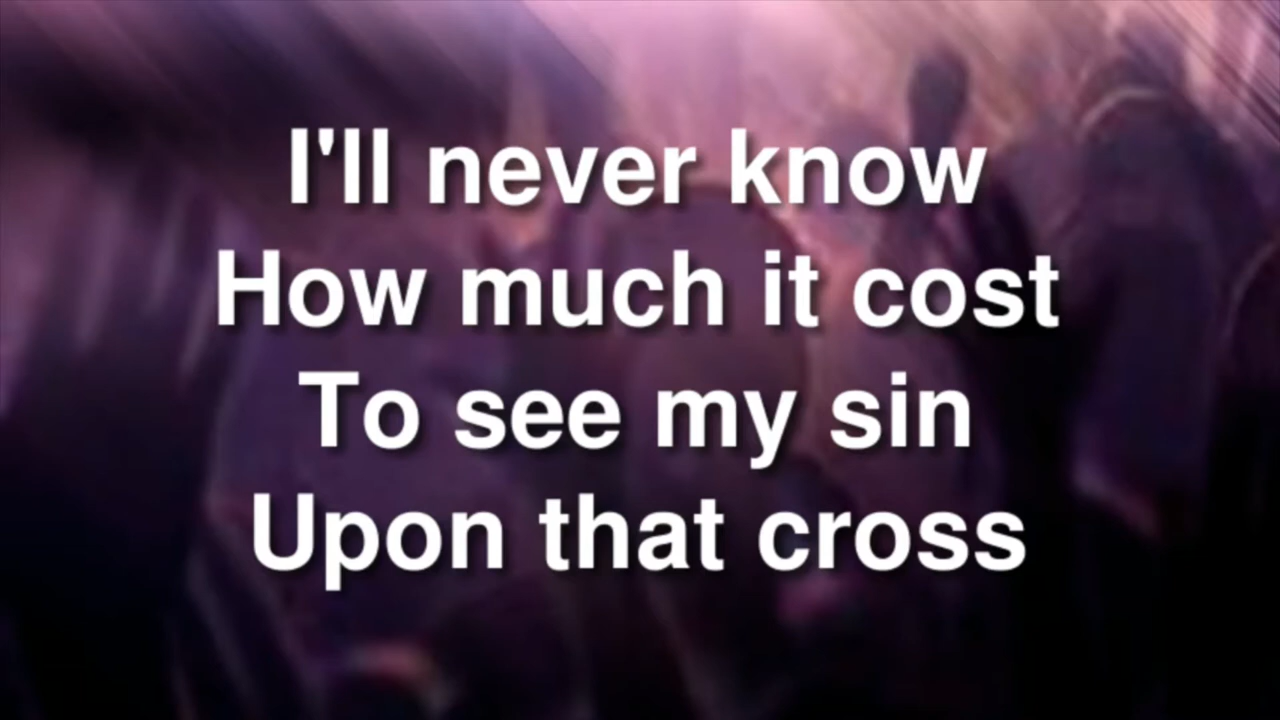 I'll never know
How much it cost
To see my sin
Upon that cross